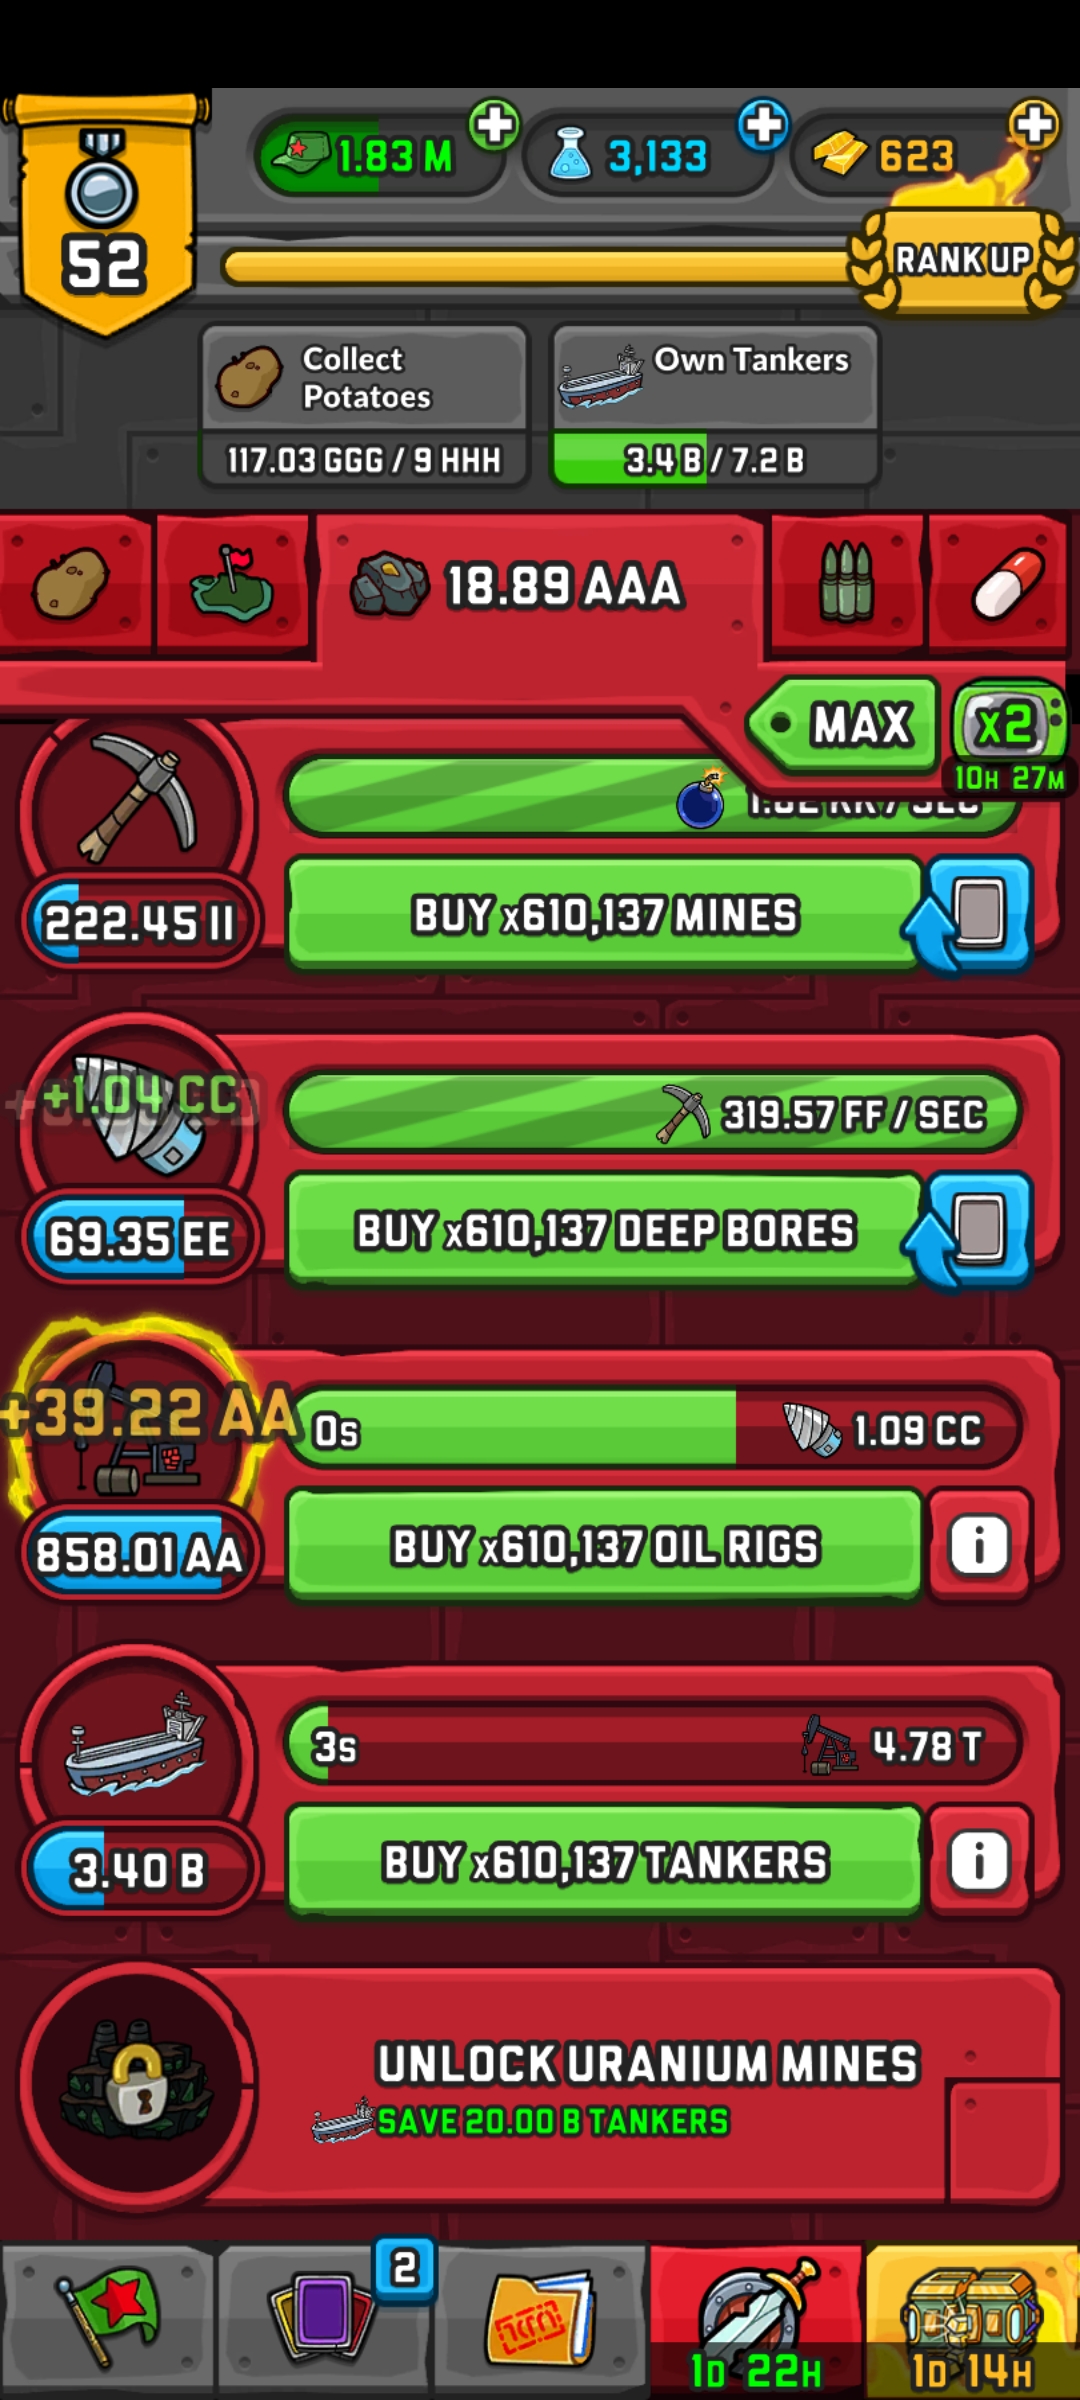 1.83 M
3,133
623
52
RANK UP
Collect
Potatoes
117.03 GGG / 9 HHH
Own Tankers
3.4 B / 7.2 B
18.89 AAA
MAX
x2
10H 27M
222.45 II
BUY x610,137 MINES
+1.04 CC
319.57 FF / SEC
69.35 EE
BUY x610,137 DEEP BORES
+39.22 AA
0s
1.09 CC
858.01 AA
BUY x610,137 OIL RIGS
i
3s
4.78 T
3.40 B
BUY x610,137 TANKERS
i
UNLOCK URANIUM MINES
SAVE 20.00 B TANKERS
2
1D 22H
1D 14H